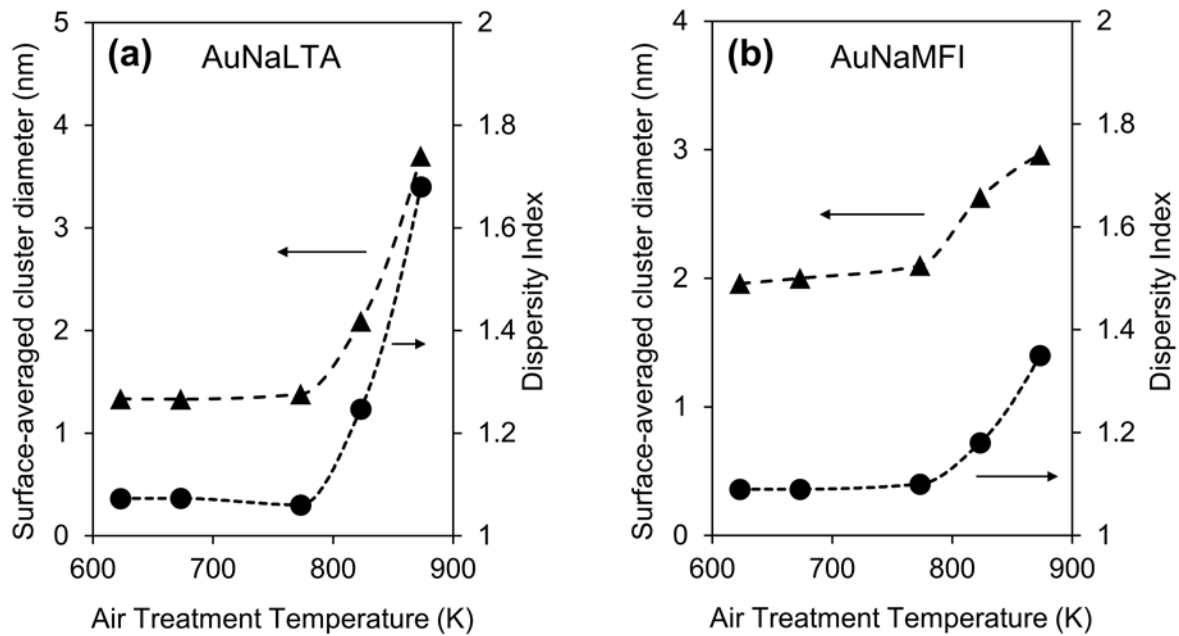 (a) AuNaLTA
Surface-averaged cluster diameter (nm)
5
4
3
2
1
0
2
1.8
1.6
1.4
1.2
1
Dispersity Index
600 700 800 900
Air Treatment Temperature (K)
(b) AuNaMFI
Surface-averaged cluster diameter (nm)
4
3
2
1
0
2
1.8
1.6
1.4
1.2
1
Dispersity Index
600 700 800 900
Air Treatment Temperature (K)